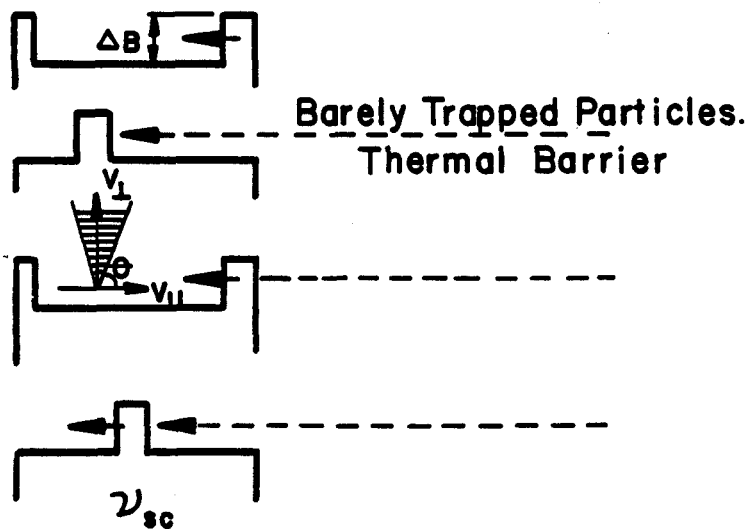 ΔB
Barely Trapped Particles.
Thermal Barrier
V⊥
θ
V||
νsc